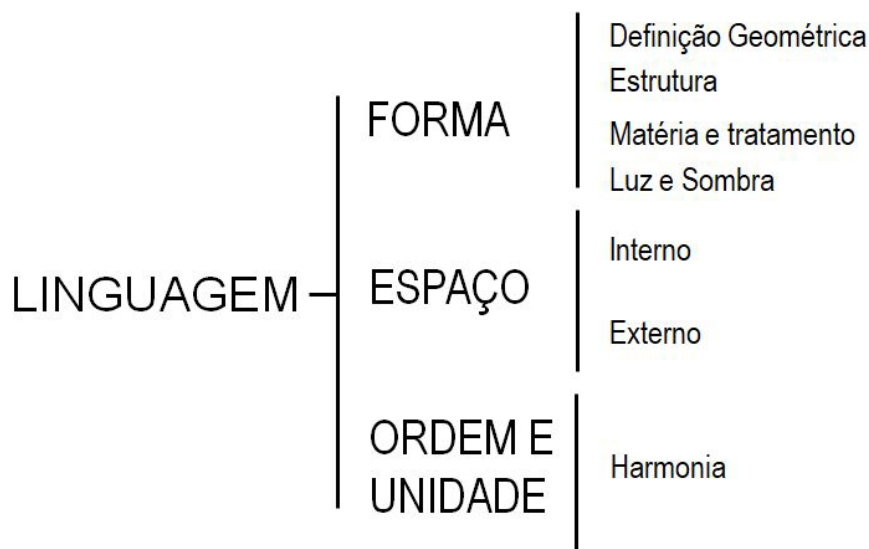 LINGUAGEM
FORMA
Definição Geométrica
Estrutura
Matéria e tratamento
Luz e Sombra
ESPAÇO
Interno
Externo
ORDEM E
UNIDADE
Harmonia